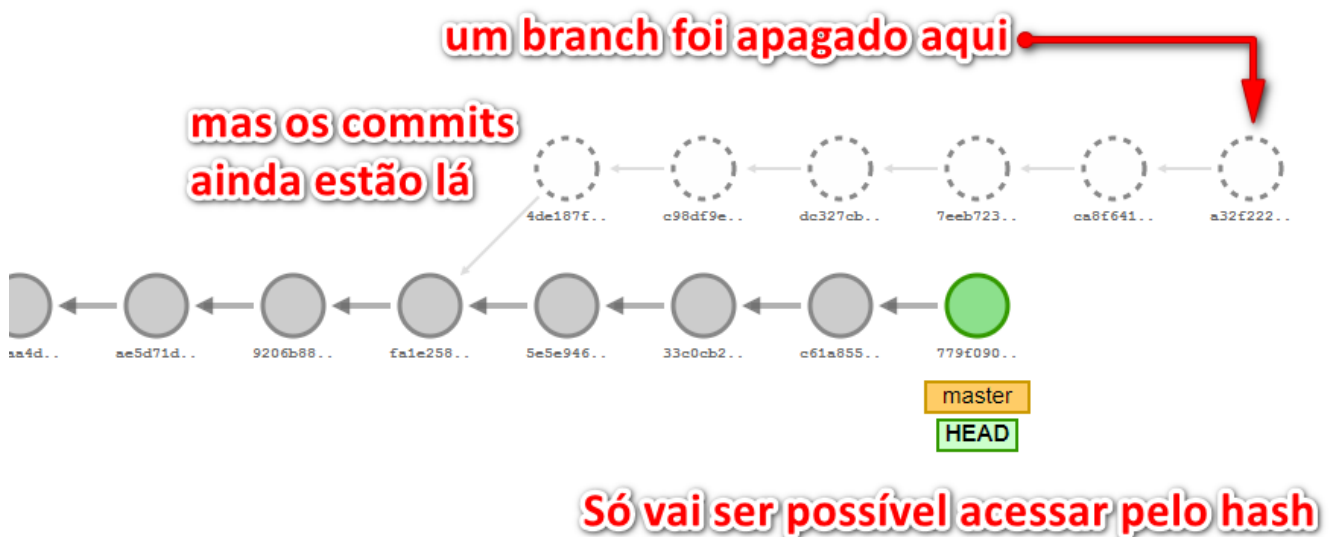 um branch foi apagado aqui
mas os commits
ainda estão lá
4de187f..
c98df9e..
dc327cb..
7eeb723..
ca8f641..
a32f222..
aa4d..
ae5d71d..
9206b88..
fa1e258..
5e5e946..
33c0cb2..
c61a855..
779f090..
master
HEAD
Só vai ser possível acessar pelo hash